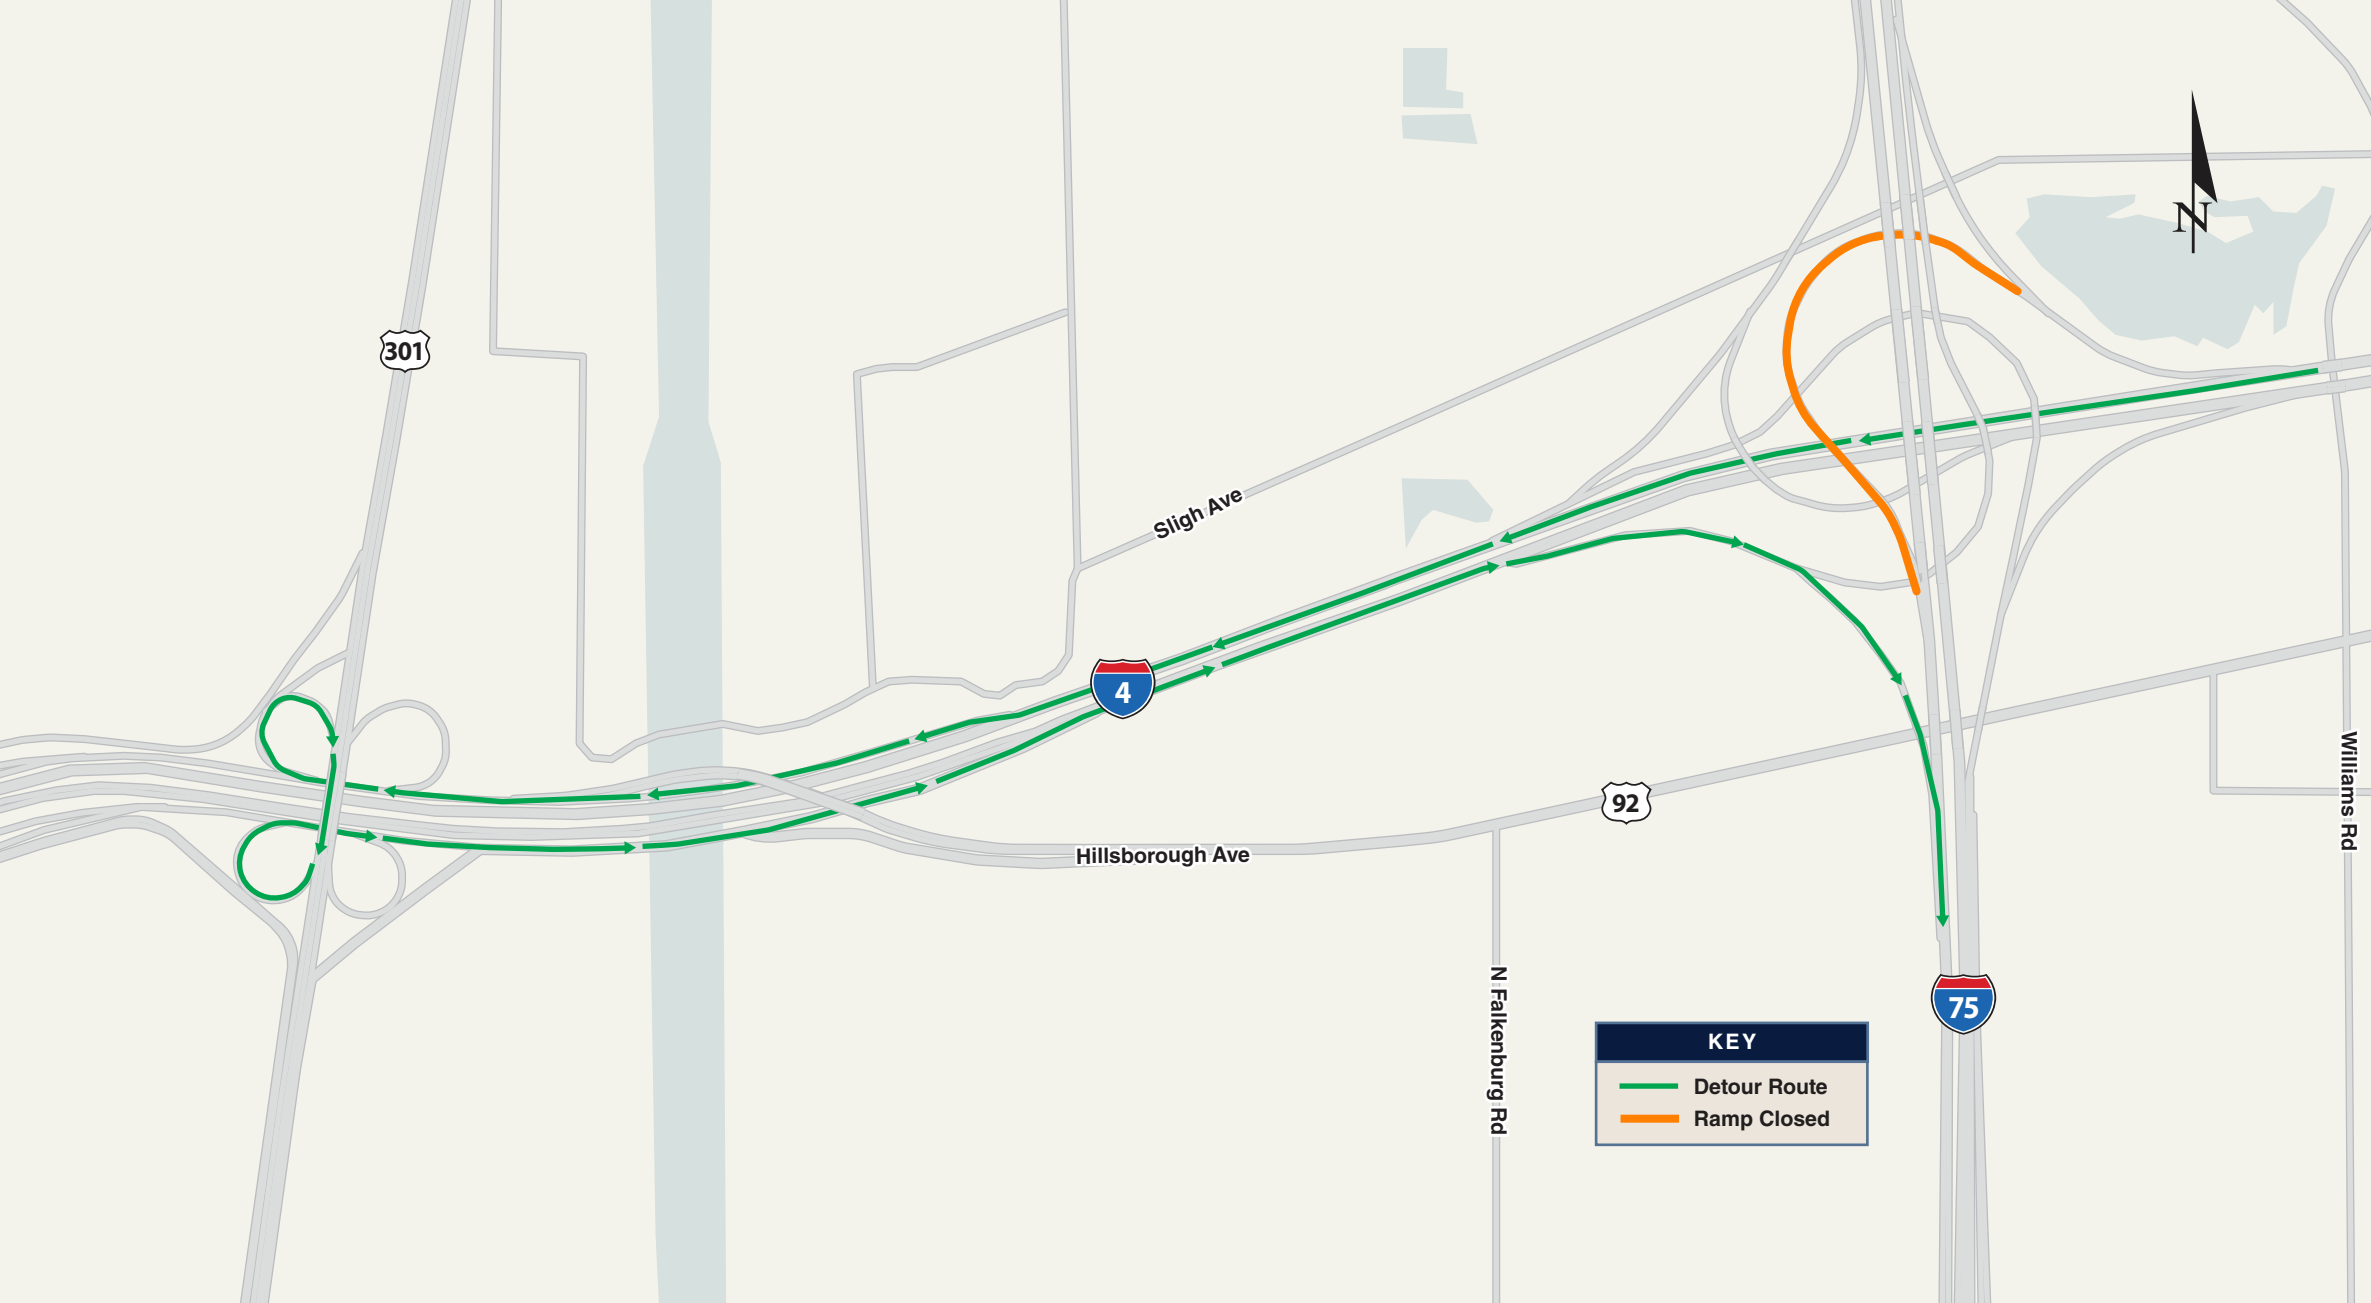 N
301
Sligh Ave
4
Williams Rd
92
Hillsborough Ave
N Falkenburg Rd
75
KEY
Detour Route
Ramp Closed